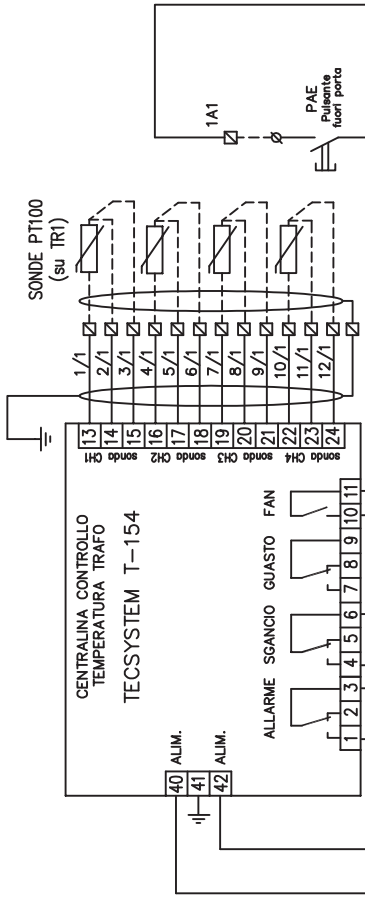 1A1
PAE
Pulsante
fuori porta
SONDE PT100
(su TR1)
1/1
2/1
3/1
4/1
5/1
6/1
7/1
8/1
9/1
10/1
11/1
12/1
13
14
15
16
17
18
19
20
21
22
23
24
sonda CH1
sonda CH2
sonda CH3
sonda CH4
CENTRALINA CONTROLLO
TEMPERATURA TRAFO
TECSYSTEM T-154
ALLARME SGANCIO GUASTO FAN
1 2 3 4 5 6 7 8 9 10 11
40 ALIM.
41
42 ALIM.